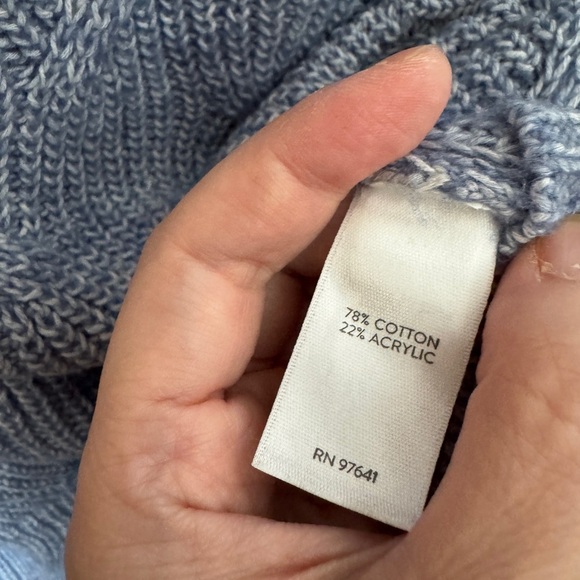 78% COTTON
22% ACRYLIC
RN 97641